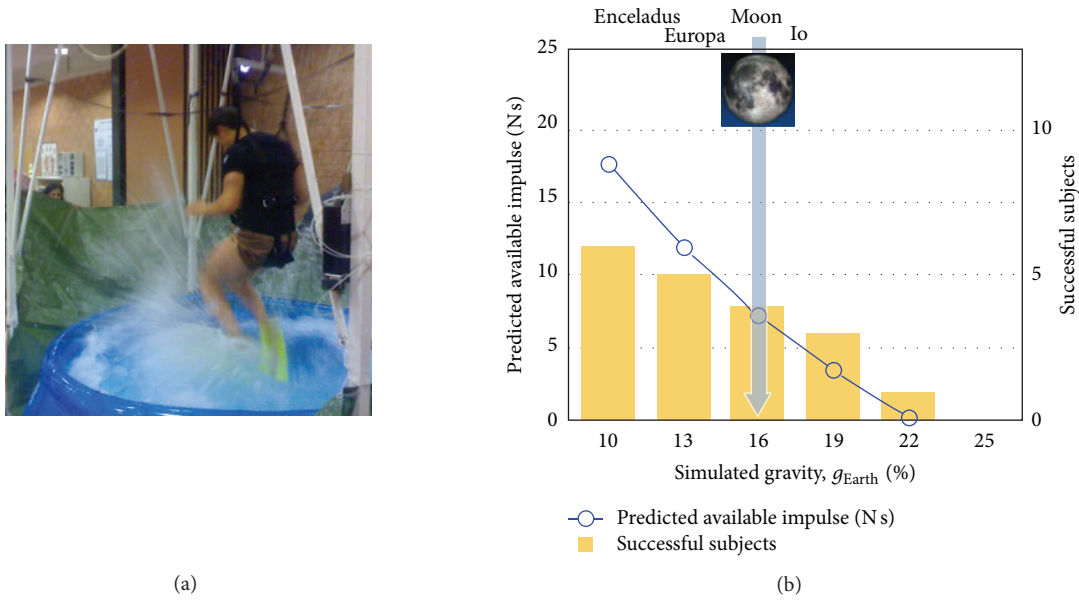 Enceladus Moon
Europa Io
25
20
15
10
5
0
Predicted available impulse (N s)
10
5
0
Successful subjects
10 13 16 19 22 25
Simulated gravity, gEarth (%)
Predicted available impulse (N s)
Successful subjects
(a) (b)